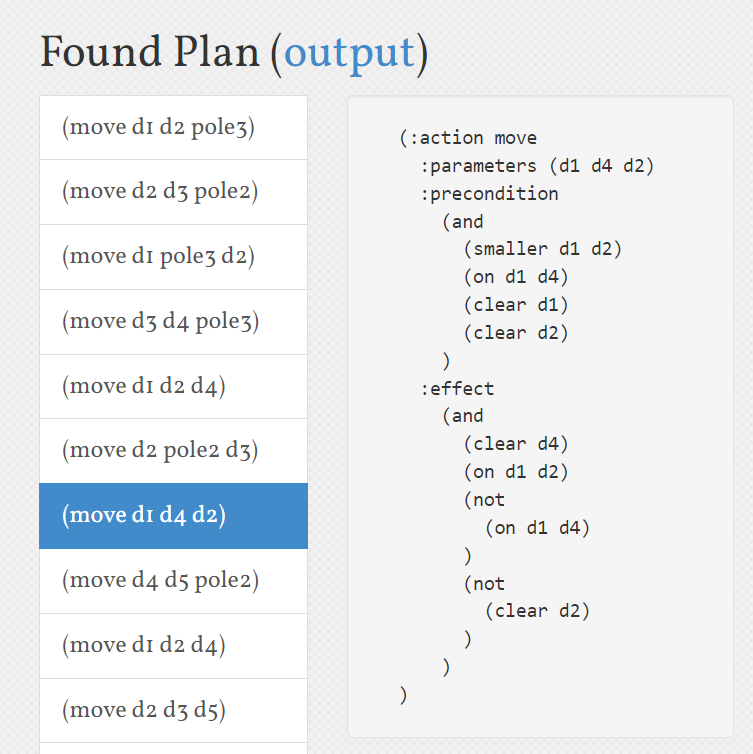 Found Plan (output)
(move d1 d2 pole3)
(move d2 d3 pole2)
(move d1 pole3 d2)
(move d3 d4 pole3)
(move d1 d2 d4)
(move d2 pole2 d3)
(move d1 d4 d2)
(move d4 d5 pole2)
(move d1 d2 d4)
(move d2 d3 d5)
(:action move
  :parameters (d1 d4 d2)
  :precondition
    (and
      (smaller d1 d2)
      (on d1 d4)
      (clear d1)
      (clear d2)
    )
  :effect
    (and
      (clear d4)
      (on d1 d2)
      (not
        (on d1 d4)
      )
      (not
        (clear d2)
      )
    )
)